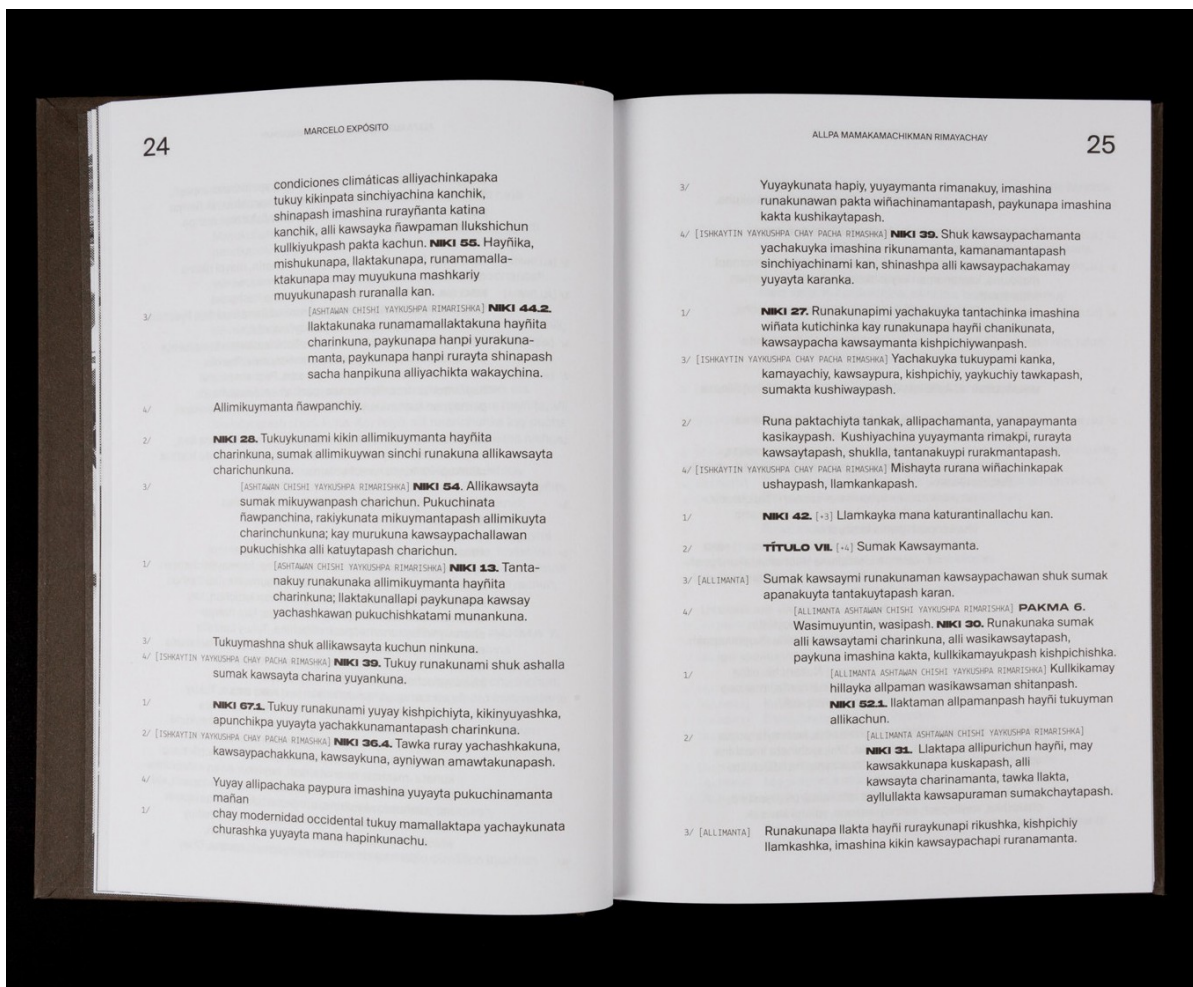 24
MARCELO EXPÓSITO
condiciones climáticas alliyachinkapaka
tukuy kikinpata sinchiyachina kanchik,
shinapash imashina rurayñanta katina
kanchik, alli kawsayka ñawpaman llukshichun
kullkiyukpash pakta kachun. NIKI 55. Hayñika,
mishukunapa, llaktakunapa, runamamalla-
ktakunapa may muyukuna mashkariy
muyukunapash ruranalla kan.
3/ [ASHTAWAN CHISHI YAYKUSHPA RIMARISHKA] NIKI 44.2.
llaktakunaka runamamallaktakuna hayñita
charinkuna, paykunapa hanpi yurakuna-
manta, paykunapa hanpi rurayta shinapash
sacha hanpikuna alliyachikta wakaychina.
4/ Allimikuymanta ñawpanchiy.
2/ NIKI 28. Tukuykunami kikin allimikuymanta hayñita
charinkuna, sumak allimikuywan sinchi runakuna allikawsayta
charichunkuna.
3/ [ASHTAWAN CHISHI YAYKUSHPA RIMARISHKA] NIKI 54. Allikawsayta
sumak mikuywanpash charichun. Pukuchinata
ñawpanchina, rakiykunata mikuymantapash allimikuyta
charinchunkuna; kay murukuna kawsaypachallawan
pukuchishka alli katuytapash charichun.
1/ [ASHTAWAN CHISHI YAYKUSHPA RIMARISHKA] NIKI 13. Tanta-
nakuy runakunaka allimikuymanta hayñita
charinkuna; llaktakunallapi paykunapa kawsay
yachashkawan pukuchishkatami munankuna.
3/ Tukuymashna shuk allikawsayta kuchun ninkuna.
4/ [ISHKAYTIN YAYKUSHPA CHAY PACHA RIMASHKA] NIKI 39. Tukuy runakunami shuk ashalla
sumak kawsayta charina yuyankuna.
1/ NIKI 67.1. Tukuy runakunami yuyay kishpichiyta, kikinyuyashka,
apunchikpa yuyayta yachakkunamantapash charinkuna.
2/ [ISHKAYTIN YAYKUSHPA CHAY PACHA RIMASHKA] NIKI 36.4. Tawka ruray yachashkakuna,
kawsaypachakkuna, kawsaykuna, ayniywan amawtakunapash.
4/ Yuyay allipachaka paypura imashina yuyayta pukuchinamanta
mañan
1/ chay modernidad occidental tukuy mamallaktapa yachaykunata
churashka yuyayta mana hapinkunachu.
ALLPA MAMAKAMACHIKMAN RIMAYACHAY
25
3/ Yuyaykunata hapiy, yuyaymanta rimanakuy, imashina
runakunawan pakta wiñachinamantapash, paykunapa imashina
kakta kushikaytapash.
4/ [ISHKAYTIN YAYKUSHPA CHAY PACHA RIMASHKA] NIKI 39. Shuk kawsaypachamanta
yachakuyka imashina rikunamanta, kamanamantapash
sinchiyachinami kan, shinashpa alli kawsaypachakamay
yuyayta karanka.
1/ NIKI 27. Runakunapimi yachakuyka tantachinka imashina
wiñata kutichinka kay runakunapa hayñi chanikunata,
kawsaypacha kawsaymanta kishpichiywanpash.
3/ [ISHKAYTIN YAYKUSHPA CHAY PACHA RIMASHKA] Yachakuyka tukuypami kanka,
kamayachiy, kawsaypura, kishpichiy, yaykuchiy tawkapash,
sumakta kushiwaypash.
2/ Runa paktachiyta tankak, allipachamanta, yanapaymanta
kasikaypash. Kushiyachina yuyaymanta rimakpi, rurayta
kawsaytapash, shuklla, tantanakuypi rurakmantapash.
4/ [ISHKAYTIN YAYKUSHPA CHAY PACHA RIMASHKA] Mishayta rurana wiñachinkapak
ushaypash, llamkankapash.
1/ NIKI 42. [+3] Llamkayka mana katurantinallachu kan.
2/ TÍTULO VII. [+4] Sumak Kawsaymanta.
3/ [ALLIMANTA] Sumak kawsaymi runakunaman kawsaypachawan shuk sumak
apanakuyta tantakuytapash karan.
4/ [ALLIMANTA ASHTAWAN CHISHI YAYKUSHPA RIMARISHKA] PAKMA 6.
Wasimuyuntin, wasipash. NIKI 30. Runakunaka sumak
alli kawsaytami charinkuna, alli wasikawsaytapash,
paykuna imashina kakta, kullkikamayukpash kishpichishka.
1/ [ALLIMANTA ASHTAWAN CHISHI YAYKUSHPA RIMARISHKA] Kullkikamay
hillayka allpaman wasikawsaman shitanpash.
NIKI 52.1. llaktaman allpamanpash hayñi tukuyman
allikachun.
2/ [ALLIMANTA ASHTAWAN CHISHI YAYKUSHPA RIMARISHKA]
NIKI 31. Llaktapa allipurichun hayñi, may
kawsakkunapa kuskapash, alli
kawsayta charinamanta, tawka llakta,
ayllullakta kawsapuraman sumakchaytapash.
3/ [ALLIMANTA] Runakunapa llakta hayñi ruraykunapi rikushka, kishpichiy
llamkashka, imashina kikin kawsaypachapi ruranamanta.